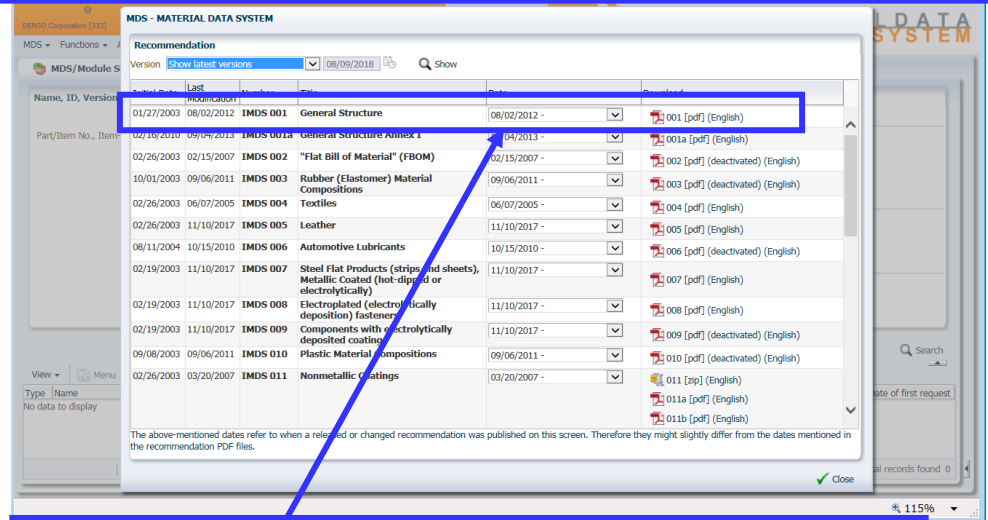 DENSO Corporation [333]
MDS Functions
MDS/Module S
Name, ID, Version
Part/Item No., Item-
L DATA
SYSTEM
MDS - MATERIAL DATA SYSTEM
Recommendation
Version Show latest versions 08/09/2018 Show
Initial Date Last Modification Number Title Date Download
01/27/2003 08/02/2012 IMDS 001 General Structure 08/02/2012 - 001 [pdf] (English)
02/16/2010 09/04/2013 IMDS 001a General Structure Annex I 09/04/2013 - 001a [pdf] (English)
02/26/2003 02/15/2007 IMDS 002 "Flat Bill of Material" (FBOM) 02/15/2007 - 002 [pdf] (deactivated) (English)
10/01/2003 09/06/2011 IMDS 003 Rubber (Elastomer) Material Compositions 09/06/2011 - 003 [pdf] (deactivated) (English)
02/26/2003 06/07/2005 IMDS 004 Textiles 06/07/2005 - 004 [pdf] (English)
02/26/2003 11/10/2017 IMDS 005 Leather 11/10/2017 - 005 [pdf] (English)
08/11/2004 10/15/2010 IMDS 006 Automotive Lubricants 10/15/2010 - 006 [pdf] (deactivated) (English)
02/19/2003 11/10/2017 IMDS 007 Steel Flat Products (strips and sheets), Metallic Coated (hot-dipped or electrolytically) 11/10/2017 - 007 [pdf] (English)
02/19/2003 11/10/2017 IMDS 008 Electroplated (electrolytically deposition) fasteners 11/10/2017 - 008 [pdf] (English)
02/19/2003 11/10/2017 IMDS 009 Components with electrolytically deposited coating 11/10/2017 - 009 [pdf] (deactivated) (English)
09/08/2003 09/06/2011 IMDS 010 Plastic Material Compositions 09/06/2011 - 010 [pdf] (deactivated) (English)
02/26/2003 03/20/2007 IMDS 011 Nonmetallic Coatings 03/20/2007 - 011 [zip] (English)
011a [pdf] (English)
011b [pdf] (English)
The above-mentioned dates refer to when a released or changed recommendation was published on this screen. Therefore they might slightly differ from the dates mentioned in
the recommendation PDF files.
Close
Search
View Menu
Type Name
ate of first request
No data to display
al records found 0
115%